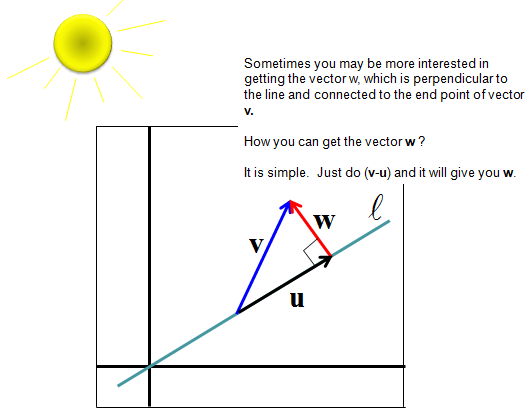 Sometimes you may be more interested in
getting the vector w, which is perpendicular to
the line and connected to the end point of vector
v.
How you can get the vector w ?
It is simple.  Just do (v-u) and it will give you w.
w
ℓ
v
u